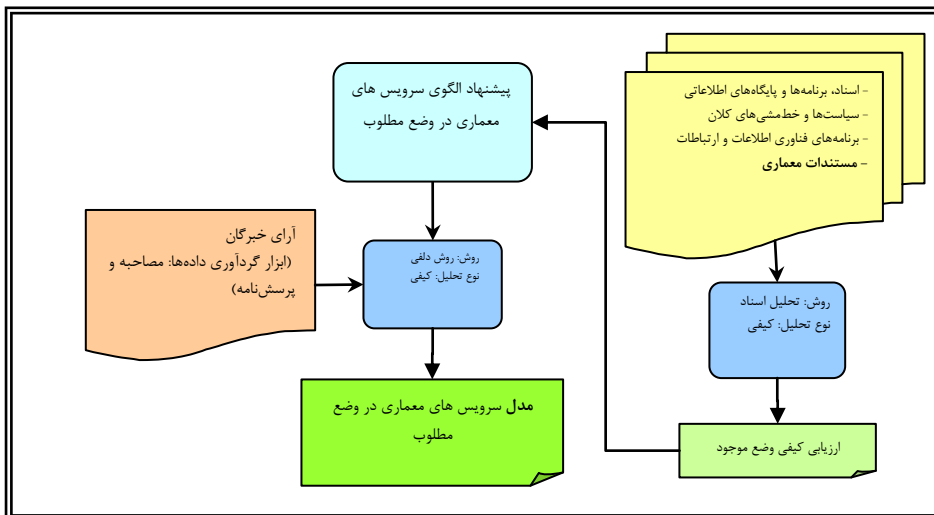 - اسناد، برنامه‌ها و پایگاه‌های اطلاعاتی
- سیاست‌ها و خط‌مشی‌های کلان
- برنامه‌های فناوری اطلاعات و ارتباطات
- مستندات معماری
روش: تحلیل اسناد
نوع تحلیل: کیفی
ارزیابی کیفی وضع موجود
پیشنهاد الگوی سرویس های
معماری در وضع مطلوب
آرای خبرگان
(ابزار گردآوری داده‌ها: مصاحبه و
پرسش‌نامه)
روش: روش دلفی
نوع تحلیل: کیفی
مدل سرویس های معماری در وضع
مطلوب